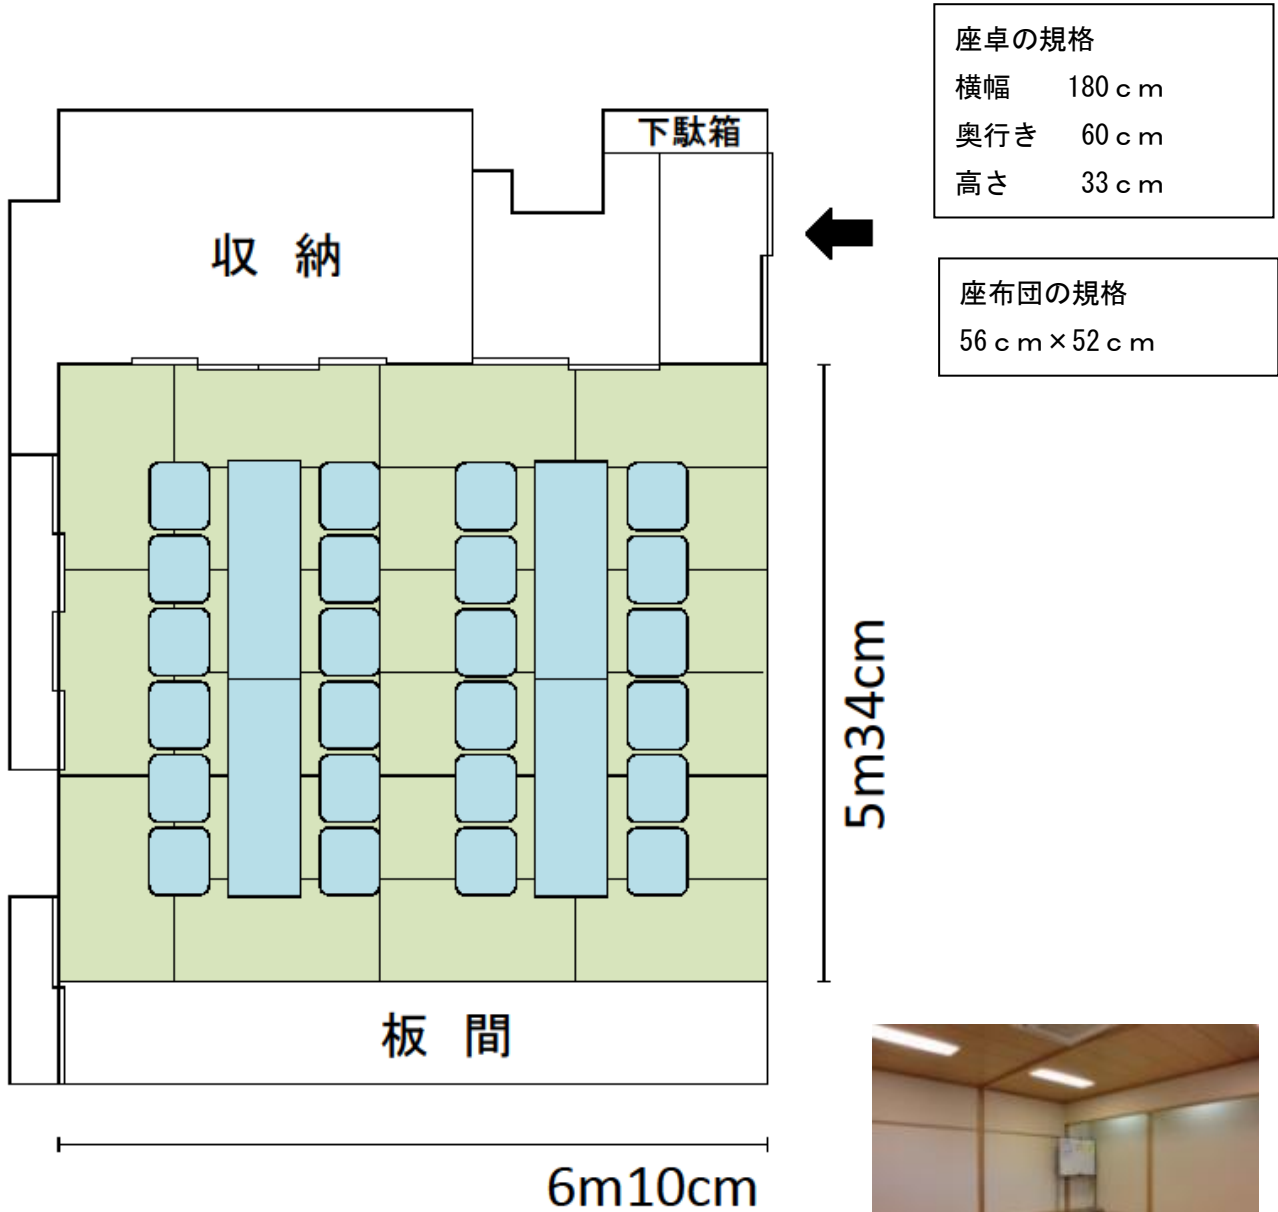 座卓の規格
横幅　　180ｃｍ
奥行き　 60ｃｍ
高さ　　 33ｃｍ
座布団の規格
56ｃｍ×52ｃｍ
下駄箱
収 納
5m34cm
板 間
6m10cm